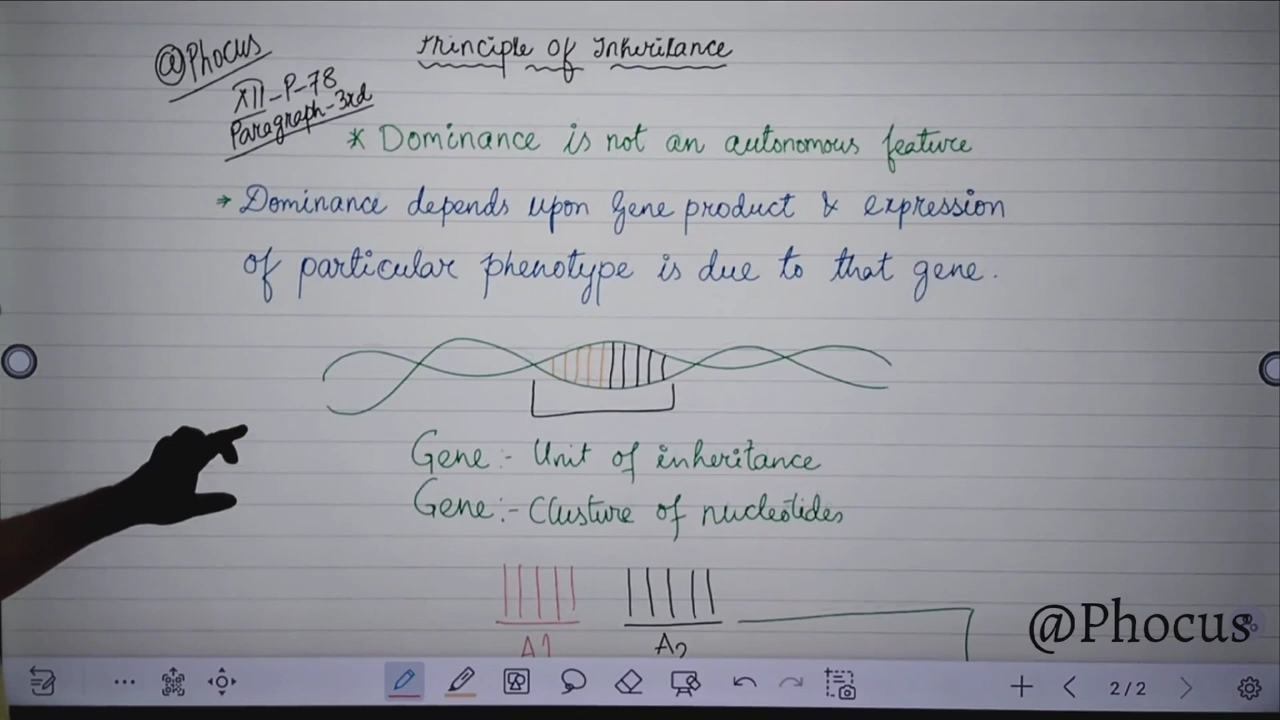 @Phocus
XII-P-78
Paragraph-3rd
Principle of Inheritance
* Dominance is not an autonomous feature
→ Dominance depends upon Gene product & expression
of particular phenotype is due to that gene.
Gene:- Unit of inheritance
Gene:- Clusture of nucleotides
A1 A2
@Phocus
2/2